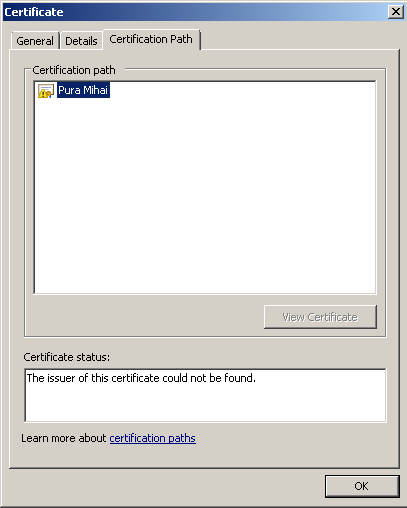 Certificate
General Details Certification Path
Certification path
Pura Mihai
View Certificate
Certificate status:
The issuer of this certificate could not be found.
Learn more about certification paths
OK